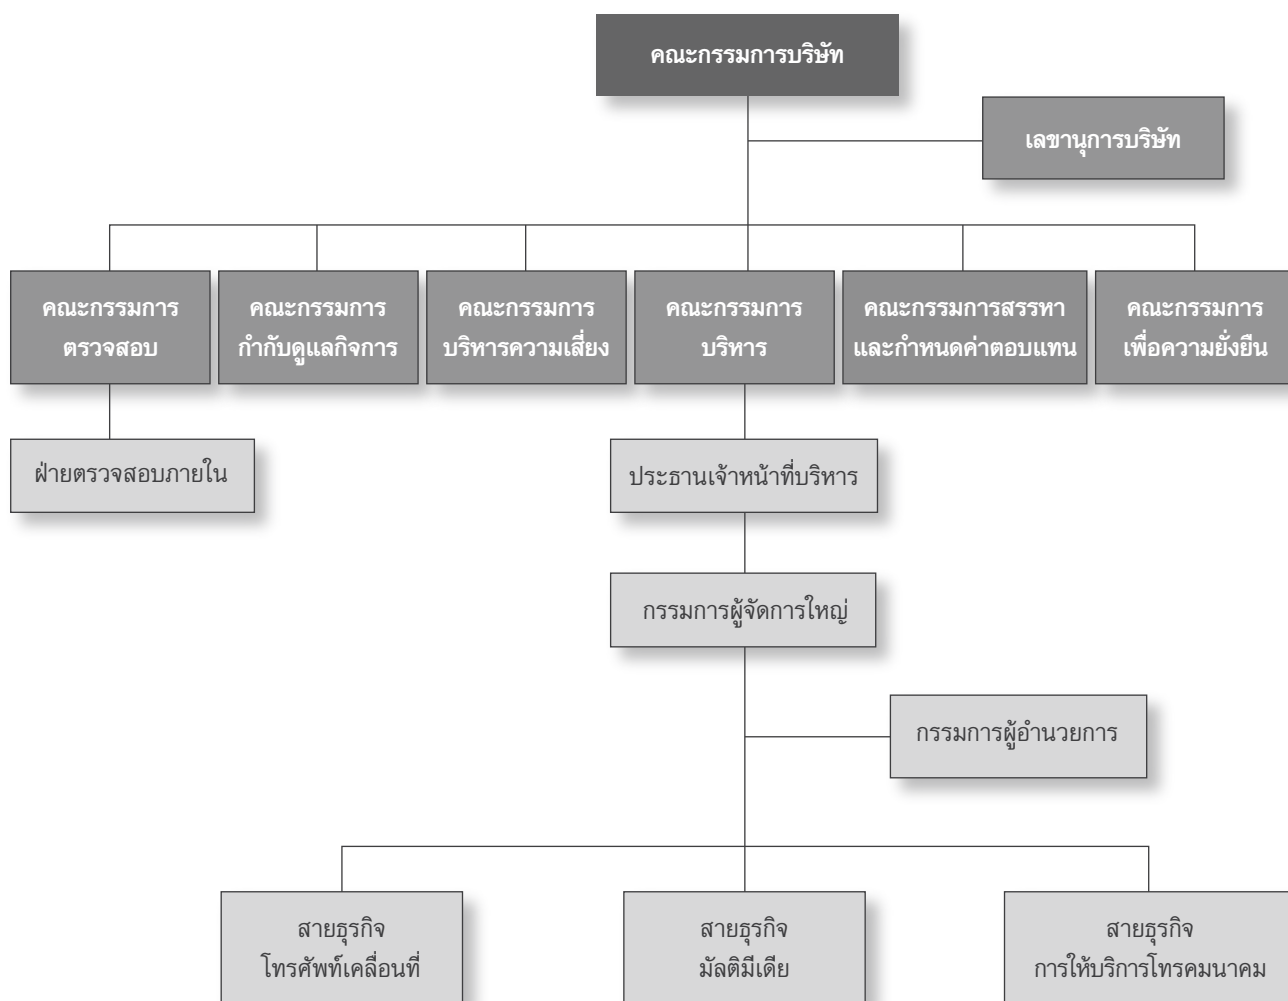 คณะกรรมการบริษัท
เลขานุการบริษัท
คณะกรรมการ
ตรวจสอบ
คณะกรรมการ
กำกับดูแลกิจการ
คณะกรรมการ
บริหารความเสี่ยง
คณะกรรมการ
บริหาร
คณะกรรมการสรรหา
และกำหนดค่าตอบแทน
คณะกรรมการ
เพื่อความยั่งยืน
ฝ่ายตรวจสอบภายใน
ประธานเจ้าหน้าที่บริหาร
กรรมการผู้จัดการใหญ่
กรรมการผู้อำนวยการ
สายธุรกิจ
โทรศัพท์เคลื่อนที่
สายธุรกิจ
มัลติมีเดีย
สายธุรกิจ
การให้บริการโทรคมนาคม